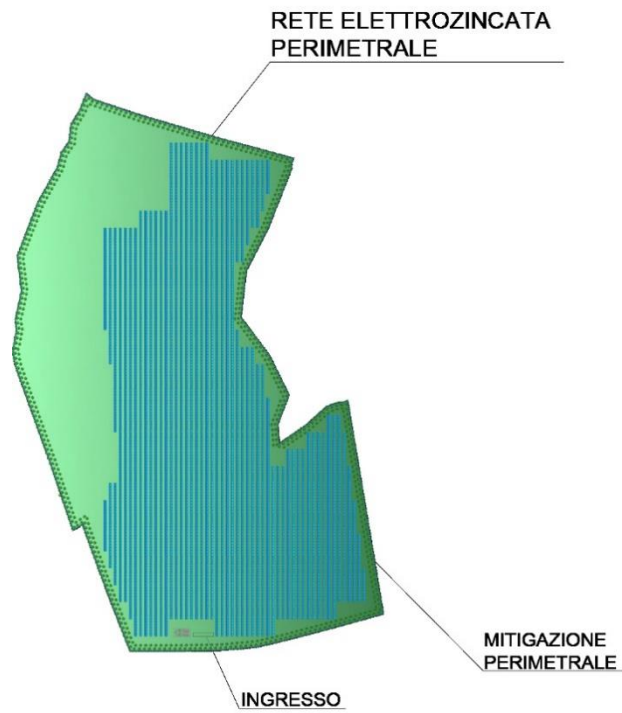 RETE ELETTROZINCATA
PERIMETRALE
MITIGAZIONE
PERIMETRALE
INGRESSO